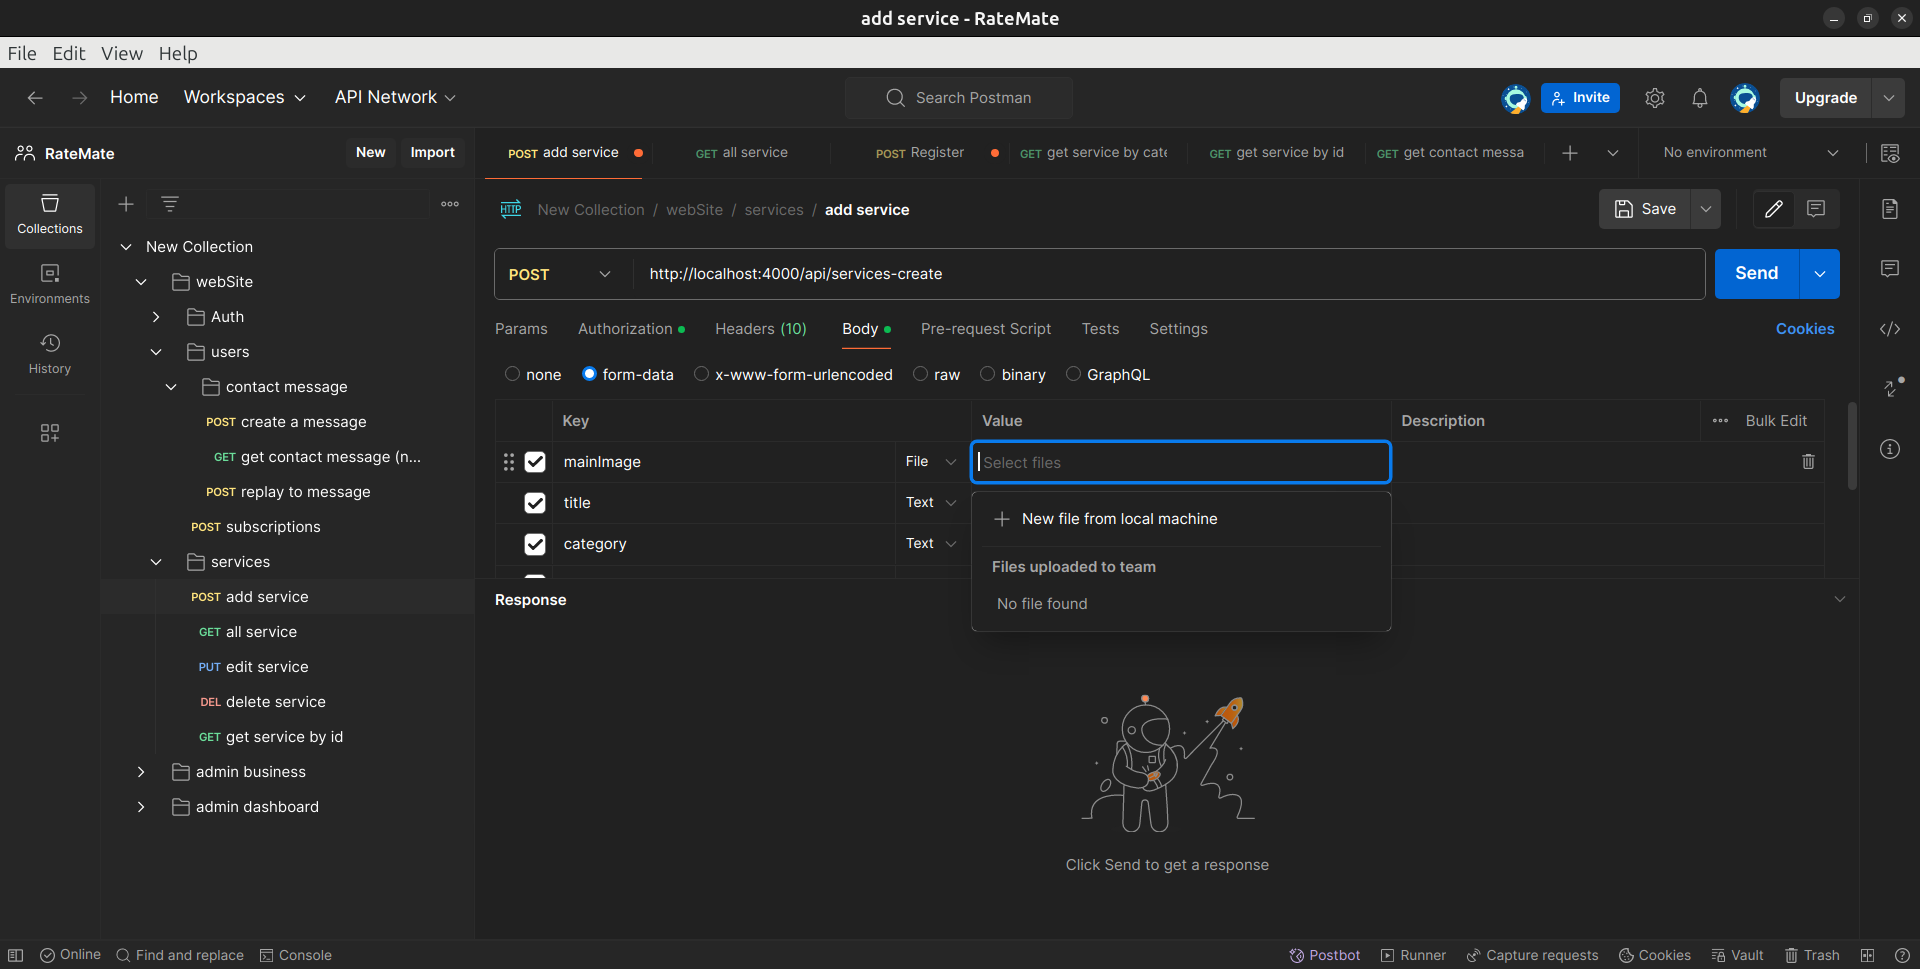 add service - RateMate
File Edit View Help
Home Workspaces API Network Search Postman Invite Upgrade
RateMate New Import
POST add service GET all service POST Register GET get service by cate GET get service by id GET get contact messa No environment
Collections
Environments
History
New Collection
webSite
Auth
users
contact message
POST create a message
GET get contact message (n...
POST replay to message
POST subscriptions
services
POST add service
GET all service
PUT edit service
DEL delete service
GET get service by id
admin business
admin dashboard
HTTP New Collection / webSite / services / add service Save
POST http://localhost:4000/api/services-create Send
Params Authorization Headers (10) Body Pre-request Script Tests Settings Cookies
none form-data x-www-form-urlencoded raw binary GraphQL
Key Value Description Bulk Edit
mainImage File Select files
title Text
category Text
New file from local machine
Files uploaded to team
No file found
Response
Click Send to get a response
Online Find and replace Console Postbot Runner Capture requests Cookies Vault Trash